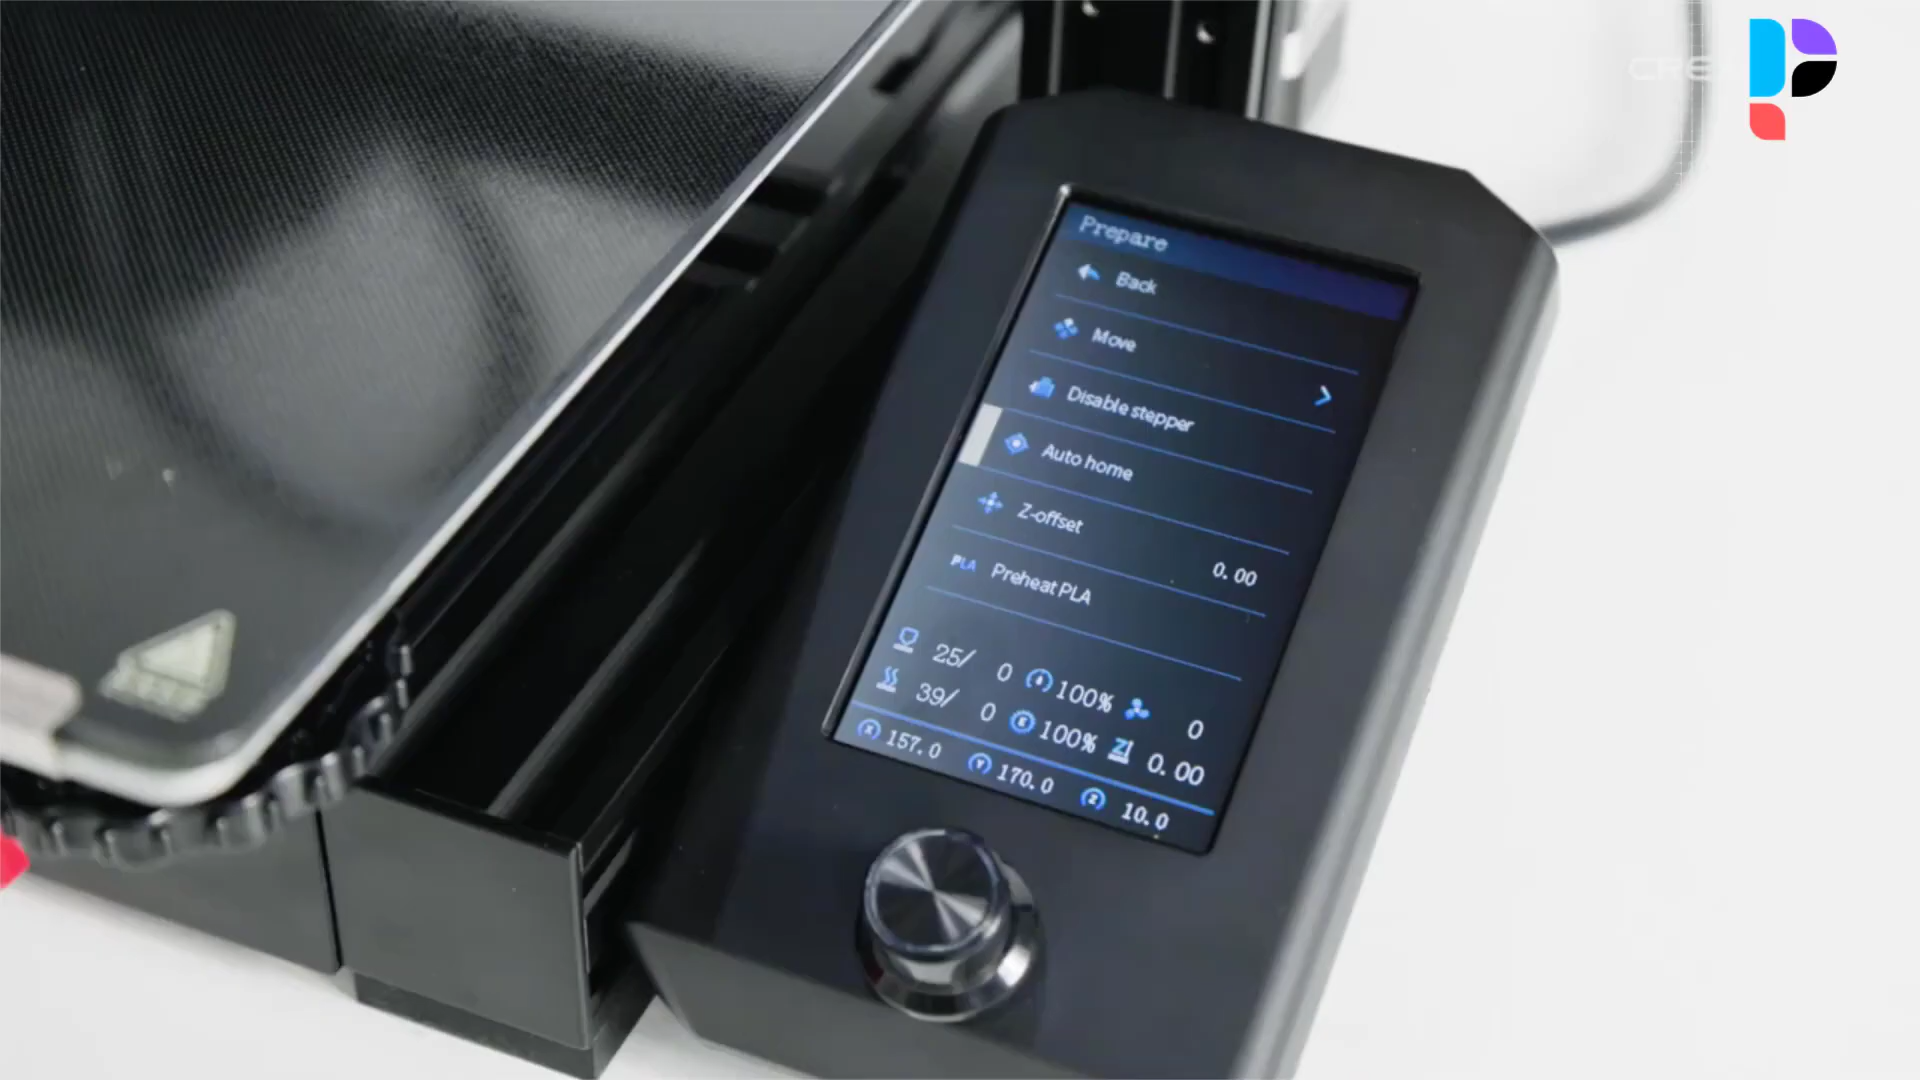 CRE
Prepare
Back
Move
Disable stepper
Auto home
Z-offset 0.00
PLA Preheat PLA
25/ 0 100% 0
39/ 0 E 100% Z 0.00
X 157.0 Y 170.0 Z 10.0